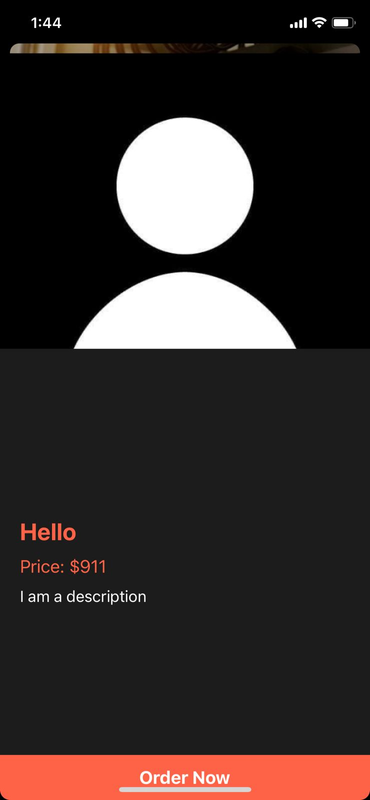 1:44
Hello
Price: $911
I am a description
Order Now